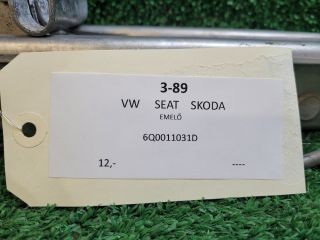 3-89
VW SEAT SKODA
EMELŐ
6Q0011031D
12,- ----